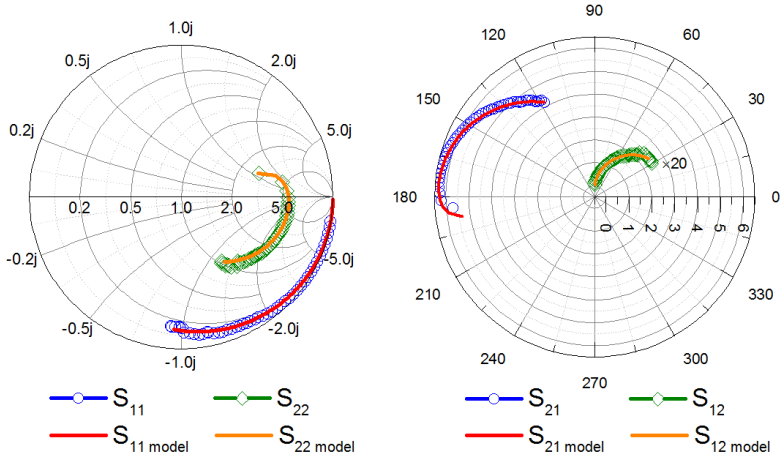 1.0j
0.5j
2.0j
0.2j
5.0j
0.2 0.5 1.0 2.0 5.0
-0.2j
-5.0j
-0.5j
-2.0j
-1.0j
S11
S22
S11 model
S22 model
90
120
60
150
30
×20
180
0
0 1 2 3 4 5 6
210
330
240
300
270
S21
S12
S21 model
S12 model